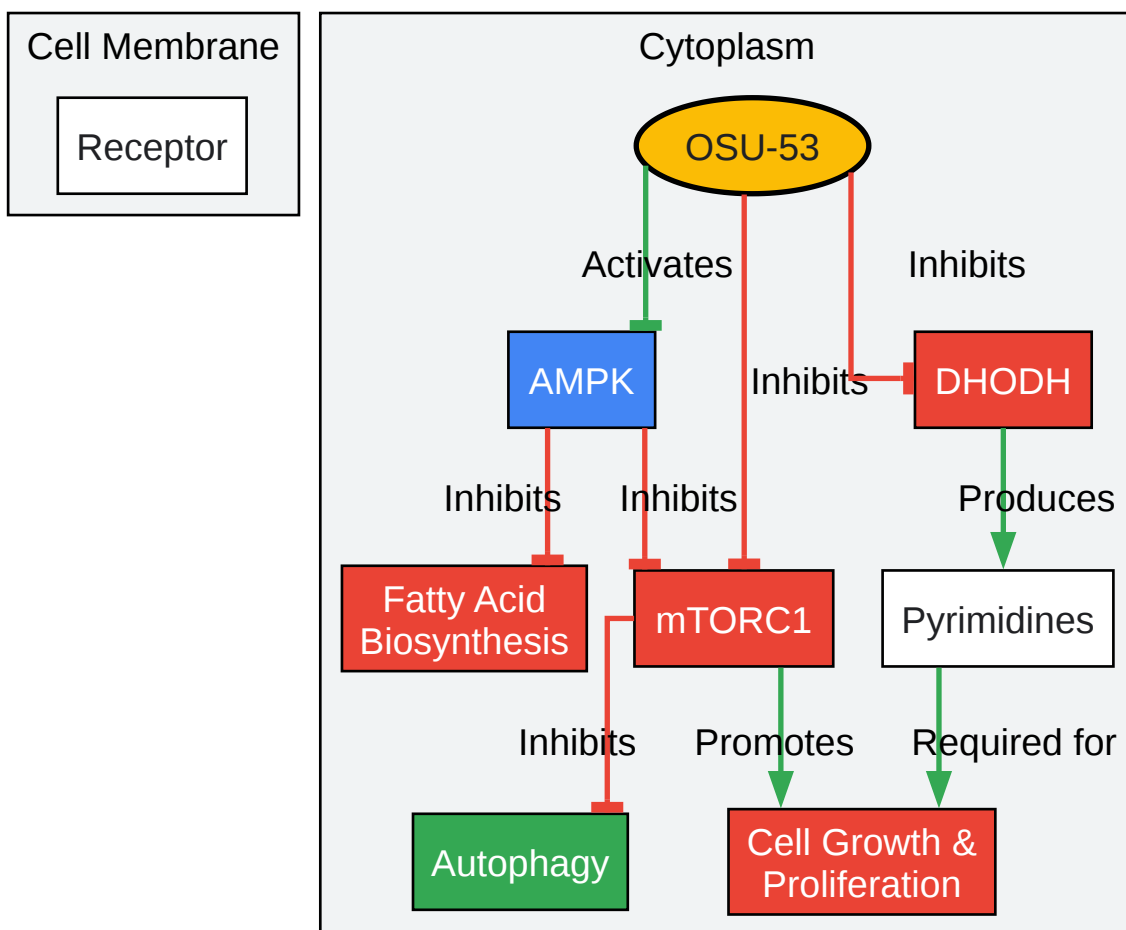 Cell Membrane
Receptor
Cytoplasm
OSU-53
Activates
Inhibits
AMPK
Inhibits
DHODH
Inhibits
Inhibits
Produces
Fatty Acid
Biosynthesis
mTORC1
Pyrimidines
Inhibits
Promotes
Required for
Autophagy
Cell Growth &
Proliferation